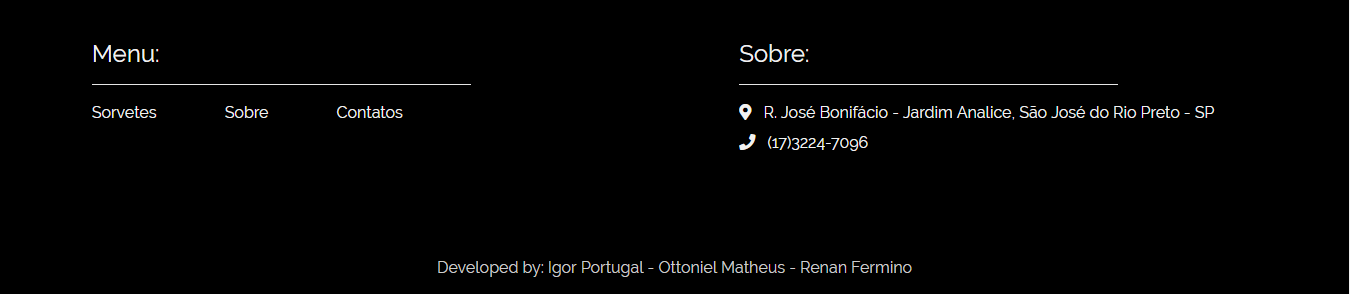 Menu:
Sorvetes Sobre Contatos
Sobre:
R. José Bonifácio - Jardim Analice, São José do Rio Preto - SP
(17)3224-7096
Developed by: Igor Portugal - Ottoniel Matheus - Renan Fermino